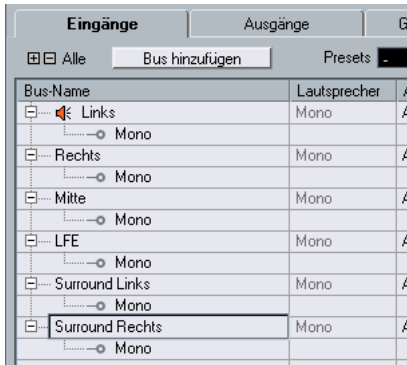 Eingänge Ausgänge G
Alle Bus hinzufügen Presets -
Bus-Name Lautsprecher A
Links Mono A
Mono
Rechts Mono A
Mono
Mitte Mono A
Mono
LFE Mono A
Mono
Surround Links Mono A
Mono
Surround Rechts Mono A
Mono